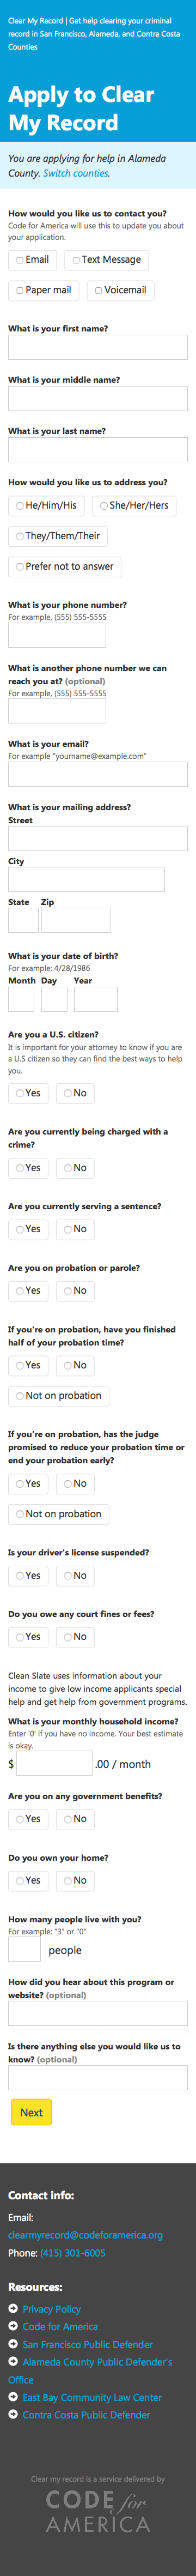 Clear My Record | Get help clearing your criminal
record in San Francisco, Alameda, and Contra Costa
Counties
Apply to Clear
My Record
You are applying for help in Alameda
County. Switch counties.
How would you like us to contact you?
Code for America will use this to update you about
your application.
Email
Text Message
Paper mail
Voicemail
What is your first name?
What is your middle name?
What is your last name?
How would you like us to address you?
He/Him/His
She/Her/Hers
They/Them/Their
Prefer not to answer
What is your phone number?
For example, (555) 555-5555
What is another phone number we can
reach you at? (optional)
For example, (555) 555-5555
What is your email?
For example "yourname@example.com"
What is your mailing address?
Street
City
State Zip
What is your date of birth?
For example: 4/28/1986
Month Day Year
Are you a U.S. citizen?
It is important for your attorney to know if you are
a U.S citizen so they can find the best ways to help
you.
Yes No
Are you currently being charged with a
crime?
Yes No
Are you currently serving a sentence?
Yes No
Are you on probation or parole?
Yes No
If you're on probation, have you finished
half of your probation time?
Yes No
Not on probation
If you're on probation, has the judge
promised to reduce your probation time or
end your probation early?
Yes No
Not on probation
Is your driver's license suspended?
Yes No
Do you owe any court fines or fees?
Yes No
Clean Slate uses information about your
income to give low income applicants special
help and get help from government programs.
What is your monthly household income?
Enter '0' if you have no income. Your best estimate
is okay.
$ .00 / month
Are you on any government benefits?
Yes No
Do you own your home?
Yes No
How many people live with you?
For example: "3" or "0"
people
How did you hear about this program or
website? (optional)
Is there anything else you would like us to
know? (optional)
Next
Contact info:
Email:
clearmyrecord@codeforamerica.org
Phone: (415) 301-6005
Resources:
Privacy Policy
Code for America
San Francisco Public Defender
Alameda County Public Defender's
Office
East Bay Community Law Center
Contra Costa Public Defender
Clear my record is a service delivered by
CODE for
AMERICA